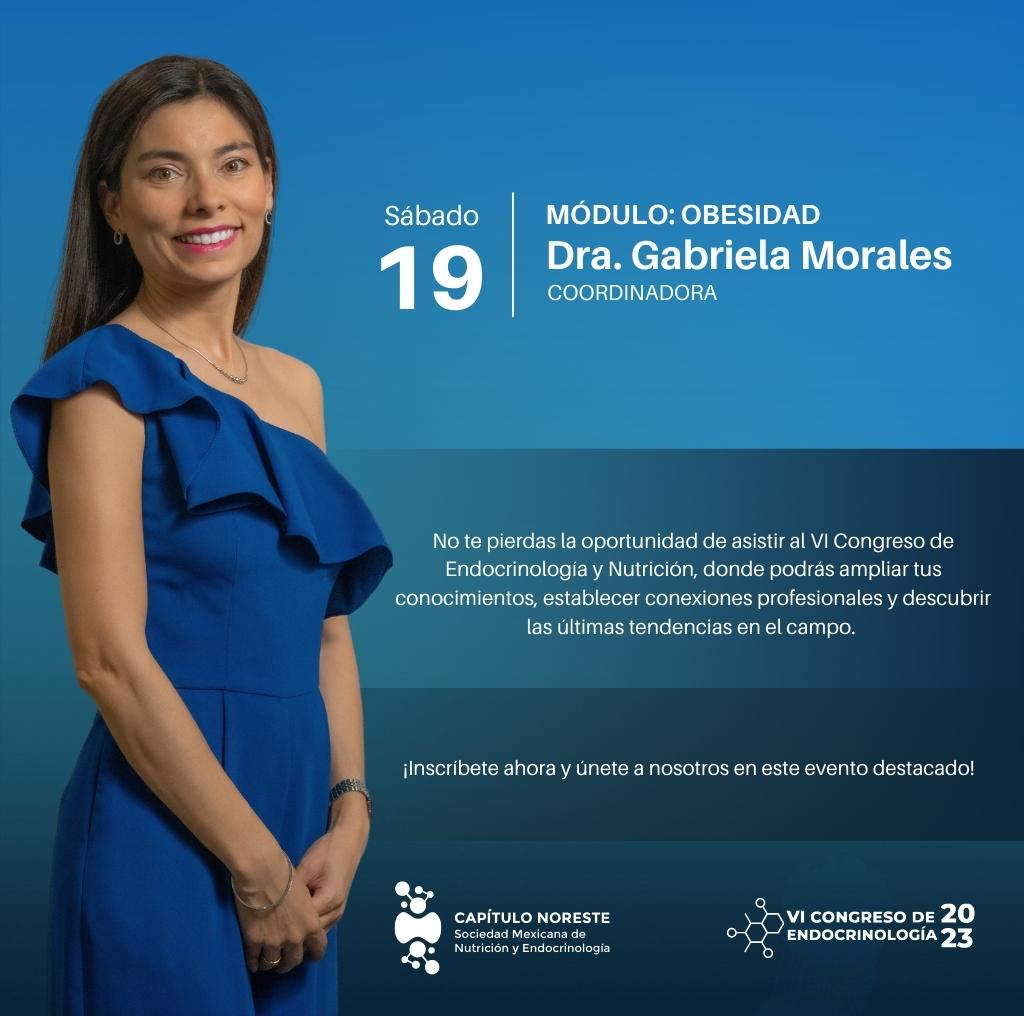 Sábado
19
MÓDULO: OBESIDAD
Dra. Gabriela Morales
COORDINADORA
No te pierdas la oportunidad de asistir al VI Congreso de
Endocrinología y Nutrición, donde podrás ampliar tus
conocimientos, establecer conexiones profesionales y descubrir
las últimas tendencias en el campo.
¡Inscríbete ahora y únete a nosotros en este evento destacado!
CAPÍTULO NORESTE
Sociedad Mexicana de
Nutrición y Endocrinología
VI CONGRESO DE 20
ENDOCRINOLOGÍA 23